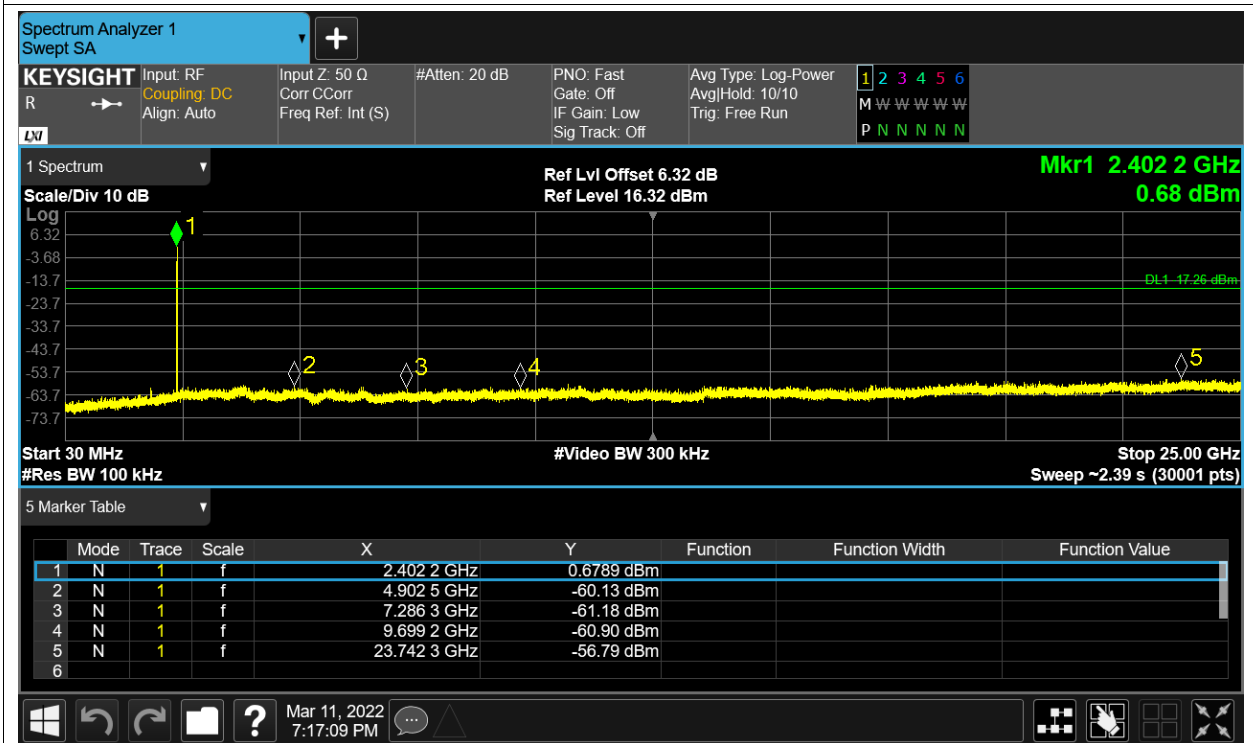 Spectrum Analyzer 1
Swept SA
+
KEYSIGHT Input: RF Input Z: 50 Ω #Atten: 20 dB PNO: Fast Avg Type: Log-Power 1 2 3 4 5 6
R Coupling: DC Corr CCorr Gate: Off Avg|Hold: 10/10 M W W W W W
Align: Auto Freq Ref: Int (S) IF Gain: Low Trig: Free Run
LXI Sig Track: Off P N N N N N
1 Spectrum Ref Lvl Offset 6.32 dB Mkr1 2.402 2 GHz
Scale/Div 10 dB Ref Level 16.32 dBm 0.68 dBm
Log
1
6.32
-3.68
-13.7 DL1 -17.26 dBm
-23.7
-33.7
-43.7
2 3 4 5
-53.7
-63.7
-73.7
Start 30 MHz #Video BW 300 kHz Stop 25.00 GHz
#Res BW 100 kHz Sweep ~2.39 s (30001 pts)
5 Marker Table
Mode Trace Scale X Y Function Function Width Function Value
1 N 1 f 2.402 2 GHz 0.6789 dBm
2 N 1 f 4.902 5 GHz -60.13 dBm
3 N 1 f 7.286 3 GHz -61.18 dBm
4 N 1 f 9.699 2 GHz -60.90 dBm
5 N 1 f 23.742 3 GHz -56.79 dBm
6
? Mar 11, 2022
7:17:09 PM